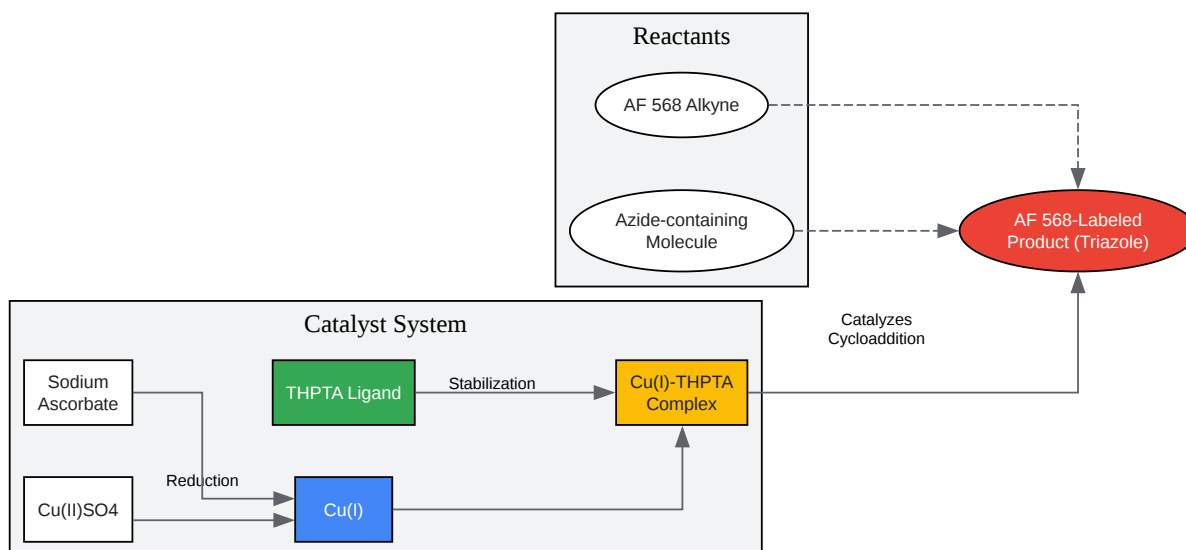 Reactants
AF 568 Alkyne
Azide-containing
Molecule
AF 568-Labeled
Product (Triazole)
Catalyst System
Catalyzes
Cycloaddition
Sodium
Ascorbate
THPTA Ligand
Stabilization
Cu(I)-THPTA
Complex
Reduction
Cu(II)SO4
Cu(I)